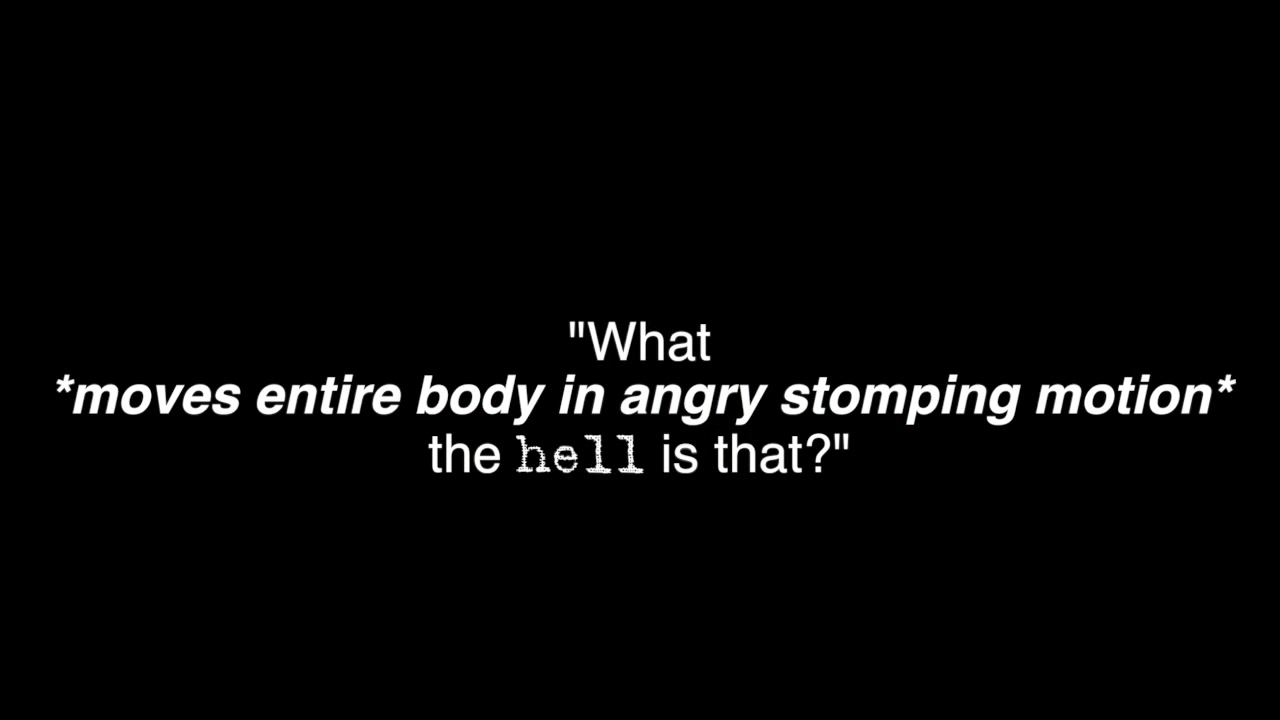 "What
*moves entire body in angry stomping motion*
the hell is that?"